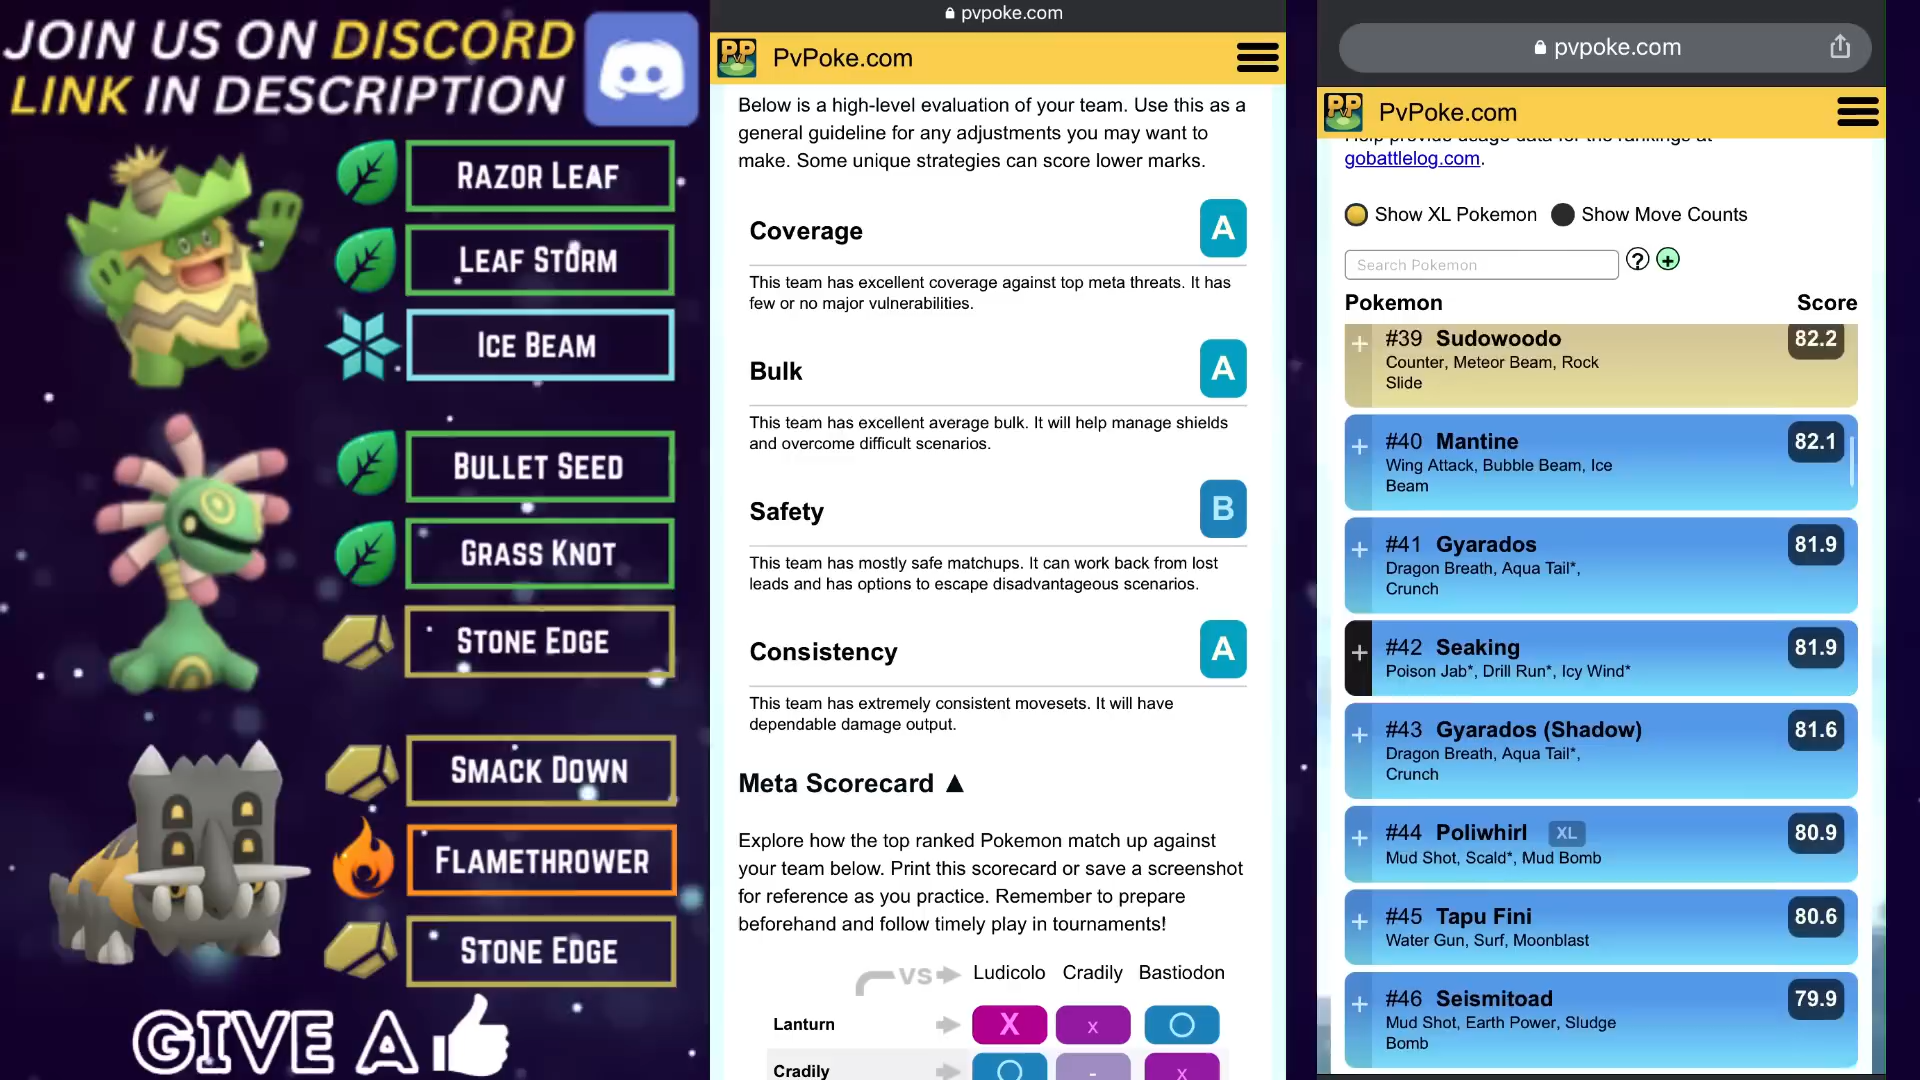 JOIN US ON DISCORD
LINK IN DESCRIPTION
RAZOR LEAF
LEAF STORM
ICE BEAM
BULLET SEED
GRASS KNOT
STONE EDGE
SMACK DOWN
FLAMETHROWER
STONE EDGE
GIVE A
pvpoke.com
PP
PvPoke.com
Below is a high-level evaluation of your team. Use this as a
general guideline for any adjustments you may want to
make. Some unique strategies can score lower marks.
Coverage A
This team has excellent coverage against top meta threats. It has
few or no major vulnerabilities.
Bulk A
This team has excellent average bulk. It will help manage shields
and overcome difficult scenarios.
Safety B
This team has mostly safe matchups. It can work back from lost
leads and has options to escape disadvantageous scenarios.
Consistency A
This team has extremely consistent movesets. It will have
dependable damage output.
Meta Scorecard ▲
Explore how the top ranked Pokemon match up against
your team below. Print this scorecard or save a screenshot
for reference as you practice. Remember to prepare
beforehand and follow timely play in tournaments!
VS Ludicolo Cradily Bastiodon
Lanturn X x O
Cradily O - x
pvpoke.com
PP
PvPoke.com
Help provide usage data for the rankings at
gobattlelog.com.
Show XL Pokemon Show Move Counts
Search Pokemon ? +
Pokemon Score
+ #39 Sudowoodo 82.2
Counter, Meteor Beam, Rock
Slide
+ #40 Mantine 82.1
Wing Attack, Bubble Beam, Ice
Beam
+ #41 Gyarados 81.9
Dragon Breath, Aqua Tail*,
Crunch
+ #42 Seaking 81.9
Poison Jab*, Drill Run*, Icy Wind*
+ #43 Gyarados (Shadow) 81.6
Dragon Breath, Aqua Tail*,
Crunch
+ #44 Poliwhirl XL 80.9
Mud Shot, Scald*, Mud Bomb
+ #45 Tapu Fini 80.6
Water Gun, Surf, Moonblast
+ #46 Seismitoad 79.9
Mud Shot, Earth Power, Sludge
Bomb